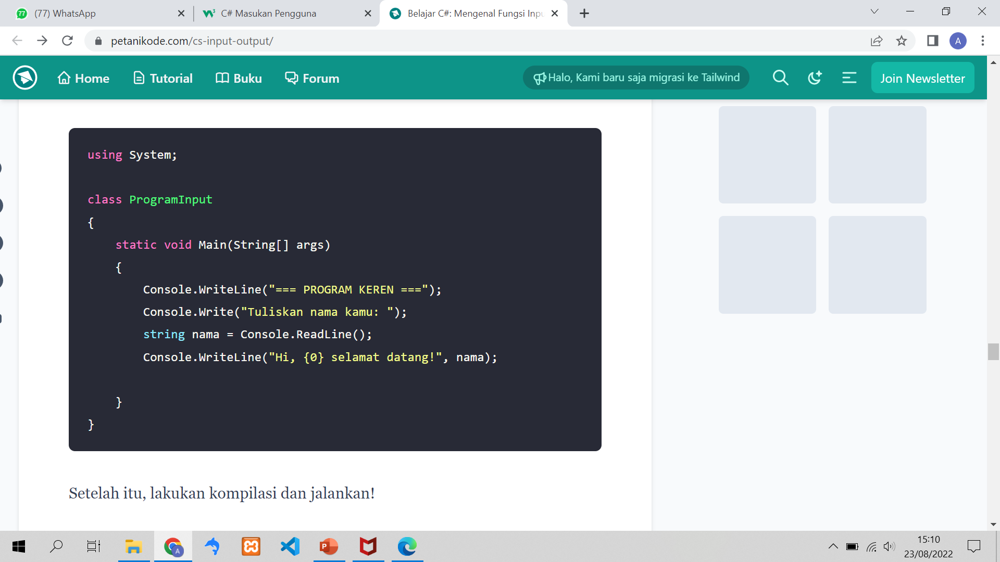 77
(77) WhatsApp
C# Masukan Pengguna
Belajar C#: Mengenal Fungsi Inpu
petanikode.com/cs-input-output/
A
Home
Tutorial
Buku
Forum
Halo, Kami baru saja migrasi ke Tailwind
Join Newsletter
using System;
class ProgramInput
{
    static void Main(String[] args)
    {
        Console.WriteLine("=== PROGRAM KEREN ===");
        Console.Write("Tuliskan nama kamu: ");
        string nama = Console.ReadLine();
        Console.WriteLine("Hi, {0} selamat datang!", nama);
    }
}
Setelah itu, lakukan kompilasi dan jalankan!
A
P
15:10
23/08/2022